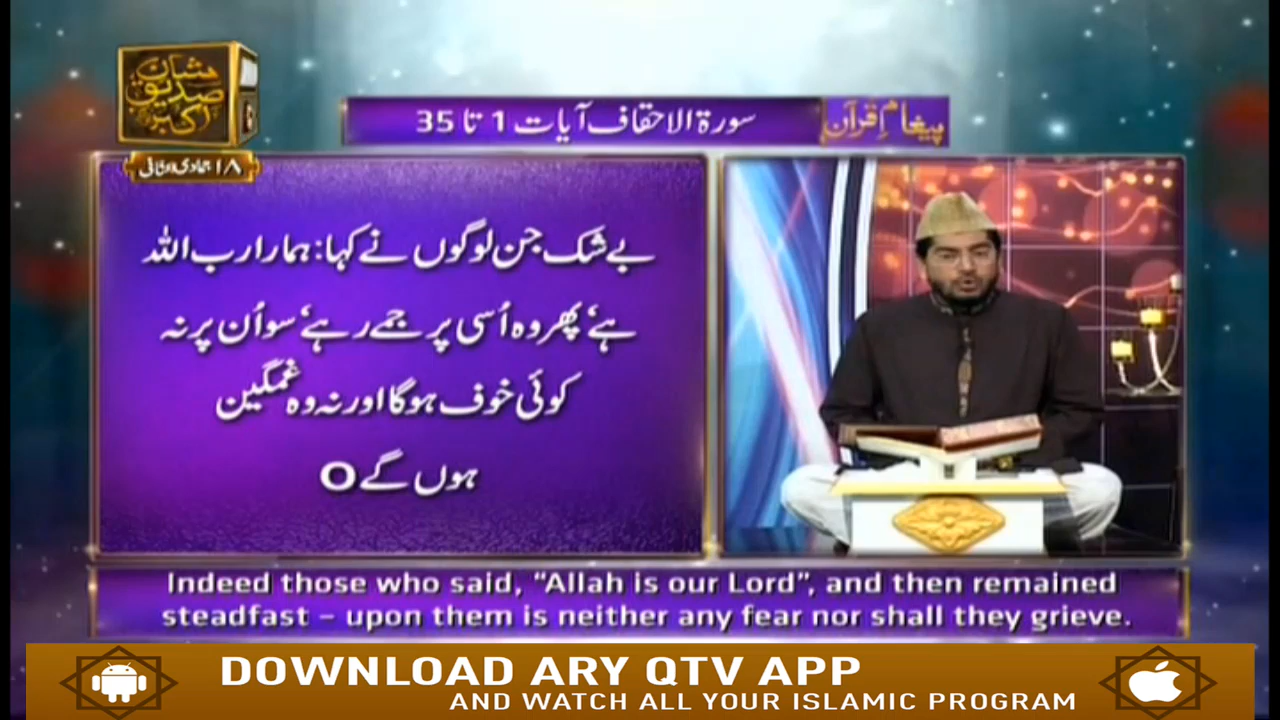 شان
صدیق
اکبر
۱۸ جمادی الثانی
پیغام قرآن
سورۃ الاحقاف آیات 1 تا 35
بے شک جن لوگوں نے کہا: ہمارا رب اللہ
ہے‘ پھر وہ اُسی پر جمے رہے‘ سو اُن پر نہ
کوئی خوف ہوگا اور نہ وہ غمگین
ہوں گے O
Indeed those who said, “Allah is our Lord”, and then remained
steadfast – upon them is neither any fear nor shall they grieve.
DOWNLOAD ARY QTV APP
AND WATCH ALL YOUR ISLAMIC PROGRAM